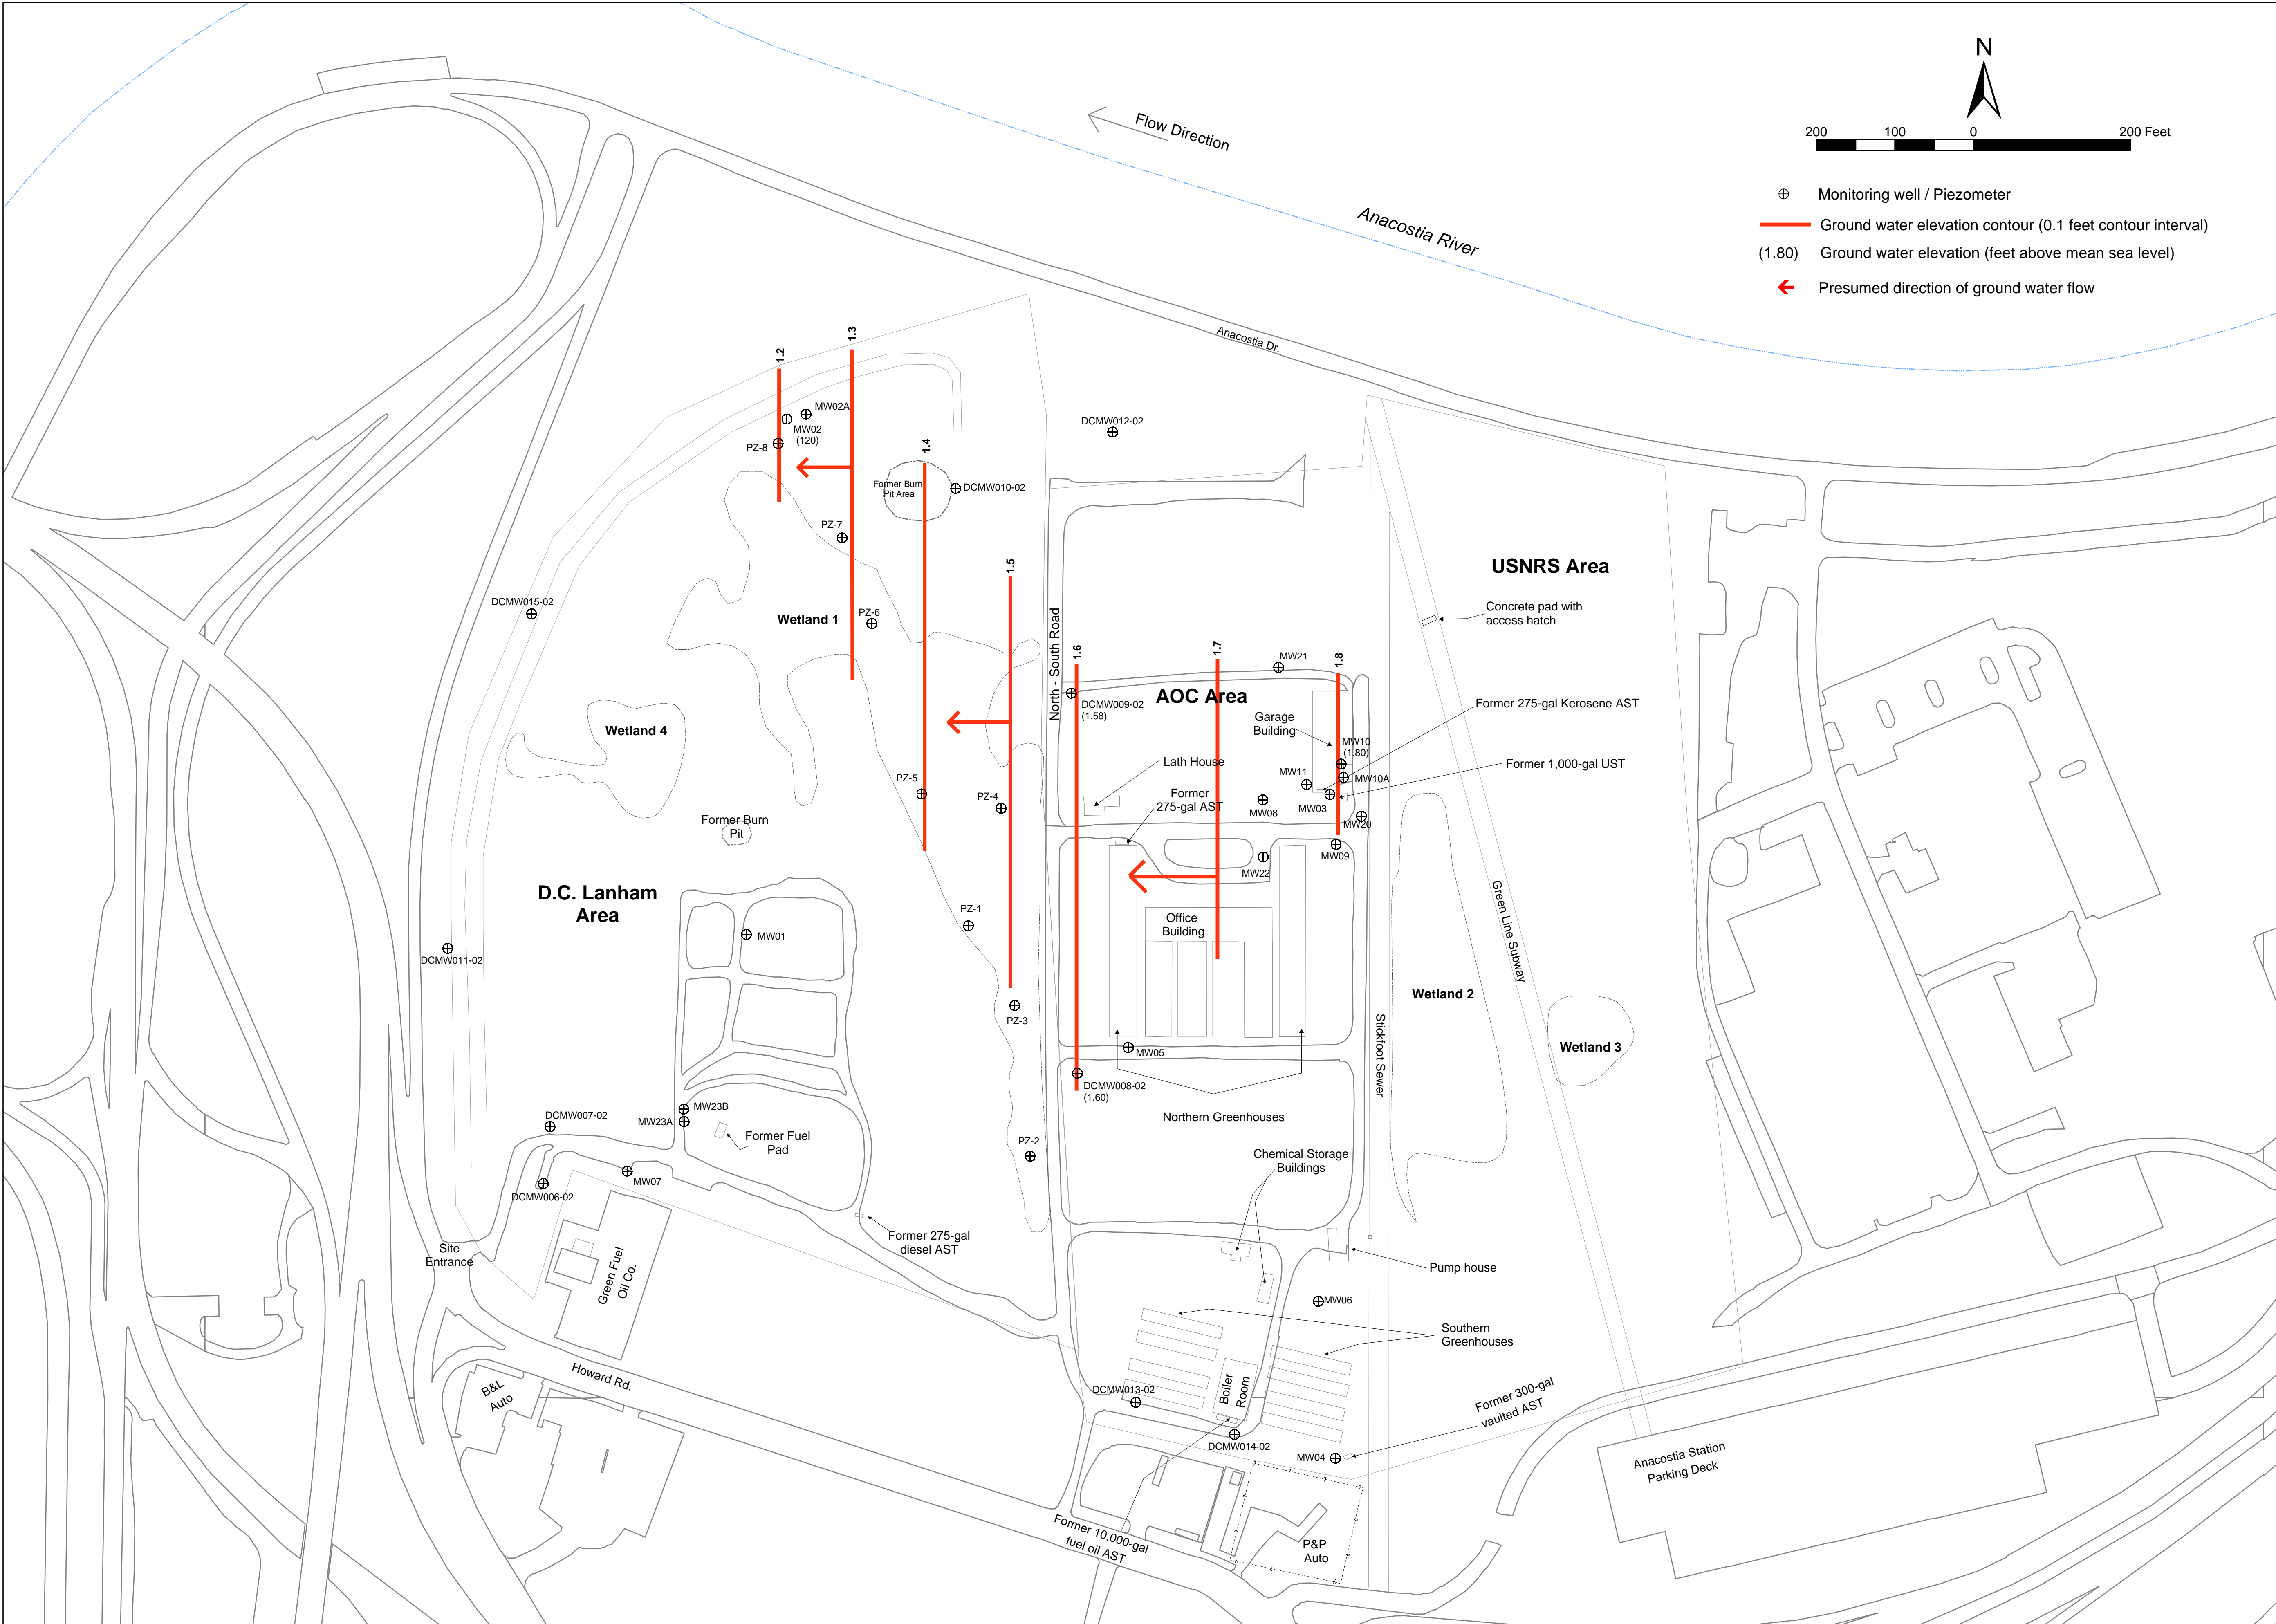 N
200 100 0 200 Feet
Flow Direction
Monitoring well / Piezometer
Anacostia River
Ground water elevation contour (0.1 feet contour interval)
(1.80) Ground water elevation (feet above mean sea level)
Presumed direction of ground water flow
Anacostia Dr.
1.3
1.2
MW02A
MW02
(120)
PZ-8
1.4
DCMW012-02
Former Burn
Pit Area
DCMW010-02
PZ-7
1.5
USNRS Area
DCMW015-02
PZ-6
Wetland 1
Concrete pad with
access hatch
North - South Road
1.6
1.7
1.8
MW21
AOC Area
DCMW009-02
(1.58)
Former 275-gal Kerosene AST
Garage
Building
Wetland 4
MW10
(1.80)
Lath House
Former 1,000-gal UST
PZ-5
MW11
MW10A
PZ-4
Former
275-gal AST
MW03
MW08
MW20
Former Burn
Pit
MW09
MW22
D.C. Lanham
Area
PZ-1
Office
Building
MW01
Green Line Subway
DCMW011-02
Wetland 2
PZ-3
Stickfoot Sewer
MW05
Wetland 3
DCMW008-02
(1.60)
MW23B
DCMW007-02
MW23A
Northern Greenhouses
Former Fuel
Pad
PZ-2
Chemical Storage
Buildings
MW07
DCMW006-02
Former 275-gal
diesel AST
Site
Entrance
Green Fuel
Oil Co.
Pump house
MW06
Southern
Greenhouses
Howard Rd.
B&L
Auto
Boiler
Room
DCMW013-02
Former 300-gal
vaulted AST
DCMW014-02
MW04
Anacostia Station
Parking Deck
Former 10,000-gal
fuel oil AST
P&P
Auto